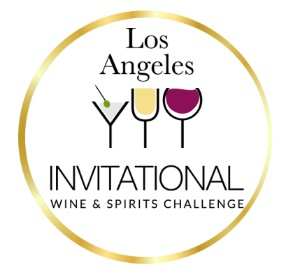 Los
Angeles
INVITATIONAL
WINE & SPIRITS CHALLENGE